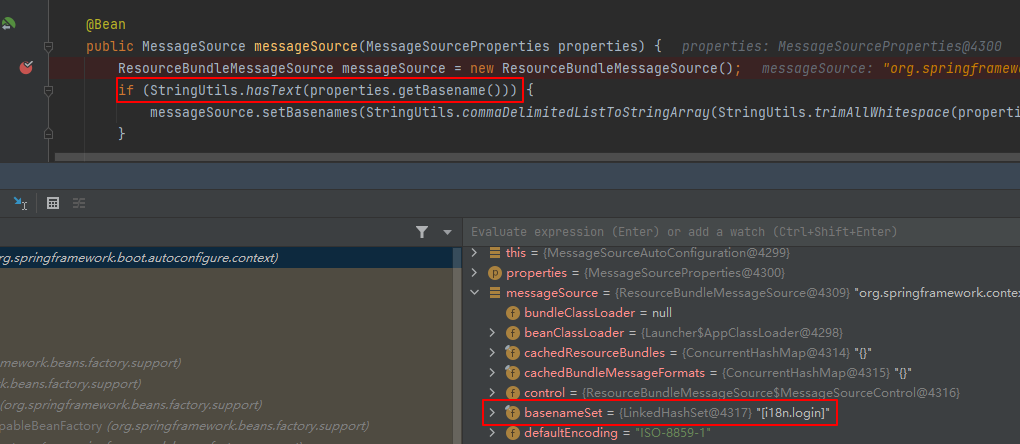 @Bean
public MessageSource messageSource(MessageSourceProperties properties) { properties: MessageSourceProperties@4300
ResourceBundleMessageSource messageSource = new ResourceBundleMessageSource(); messageSource: "org.springframew
if (StringUtils.hasText(properties.getBasename())) {
messageSource.setBasenames(StringUtils.commaDelimitedListToStringArray(StringUtils.trimAllWhitespace(properti
}
Evaluate expression (Enter) or add a watch (Ctrl+Shift+Enter)
rg.springframework.boot.autoconfigure.context)
this = {MessageSourceAutoConfiguration@4299}
properties = {MessageSourceProperties@4300}
messageSource = {ResourceBundleMessageSource@4309} "org.springframework.contex
bundleClassLoader = null
beanClassLoader = {Launcher$AppClassLoader@4298}
cachedResourceBundles = {ConcurrentHashMap@4314} "{}"
amework.beans.factory.support)
cachedBundleMessageFormats = {ConcurrentHashMap@4315} "{}"
k.beans.factory.support)
control = {ResourceBundleMessageSource$MessageSourceControl@4316}
(org.springframework.beans.factory.support)
basenameSet = {LinkedHashSet@4317} "[i18n.login]"
pableBeanFactory (org.springframework.beans.factory.support)
defaultEncoding = "ISO-8859-1"